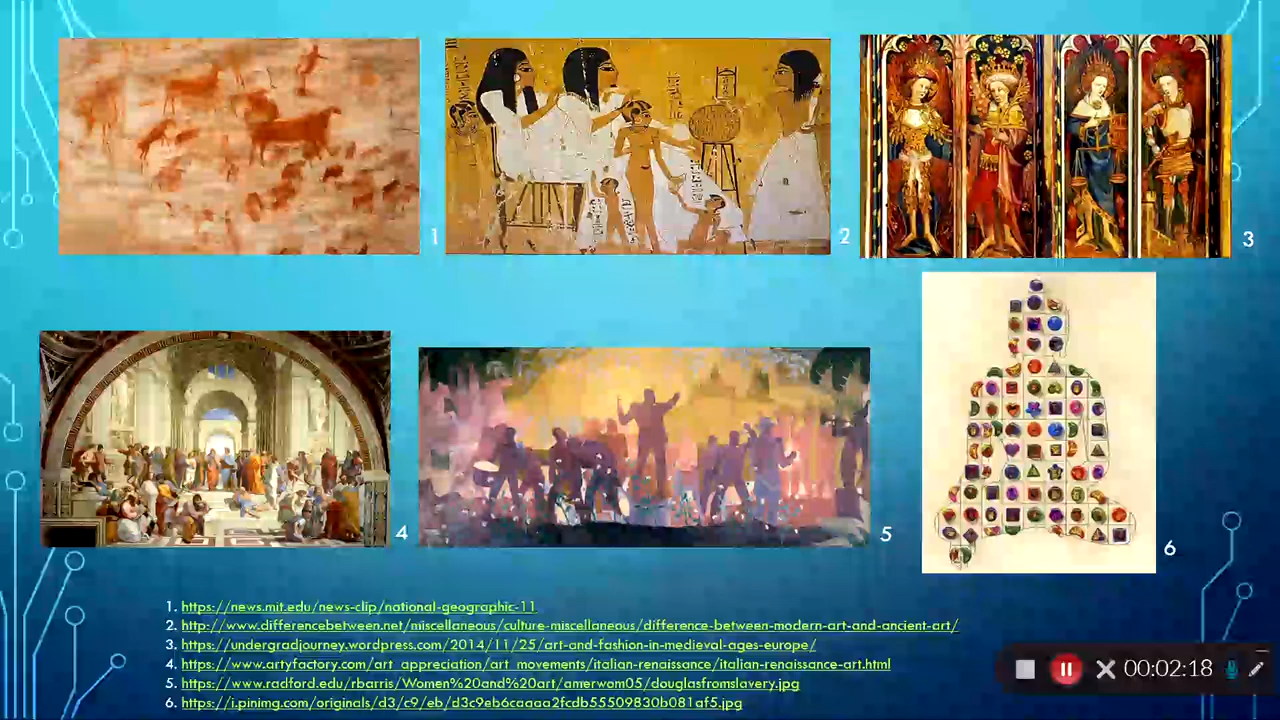 1
2
3
4
5
6
1. https://news.mit.edu/news-clip/national-geographic-11
2. http://www.differencebetween.net/miscellaneous/culture-miscellaneous/difference-between-modern-art-and-ancient-art/
3. https://undergradjourney.wordpress.com/2014/11/25/art-and-fashion-in-medieval-ages-europe/
4. https://www.artyfactory.com/art_appreciation/art_movements/italian-renaissance/italian-renaissance-art.html
5. https://www.radford.edu/rbarris/Women%20and%20art/amerwom05/douglasfromslavery.jpg
6. https://i.pinimg.com/originals/d3/c9/eb/d3c9eb6caaaa2fcdb55509830b081af5.jpg
00:02:18